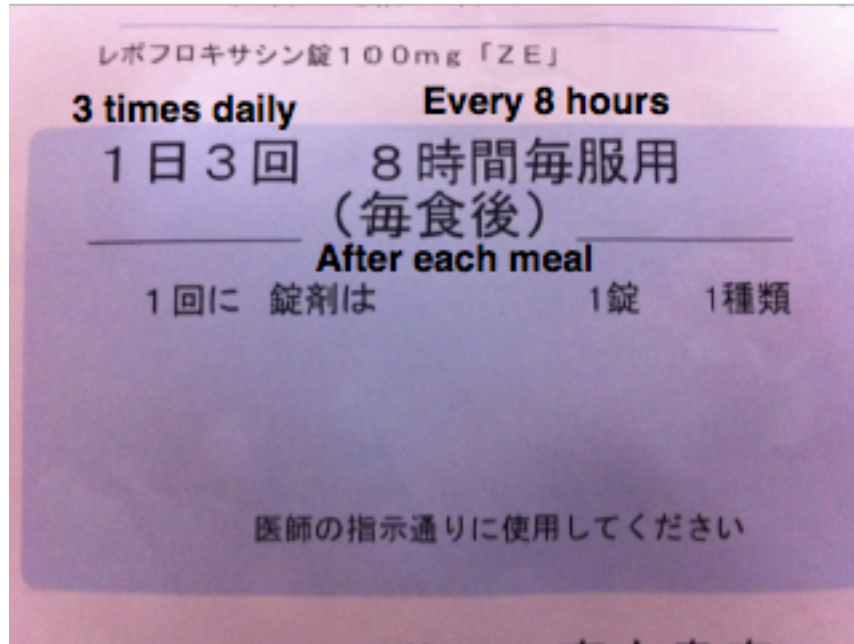 レボフロキサシン錠１００mg「ZE」
3 times daily Every 8 hours
１日３回 ８時間毎服用
（毎食後）
After each meal
１回に 錠剤は 1錠 1種類
医師の指示通りに使用してください